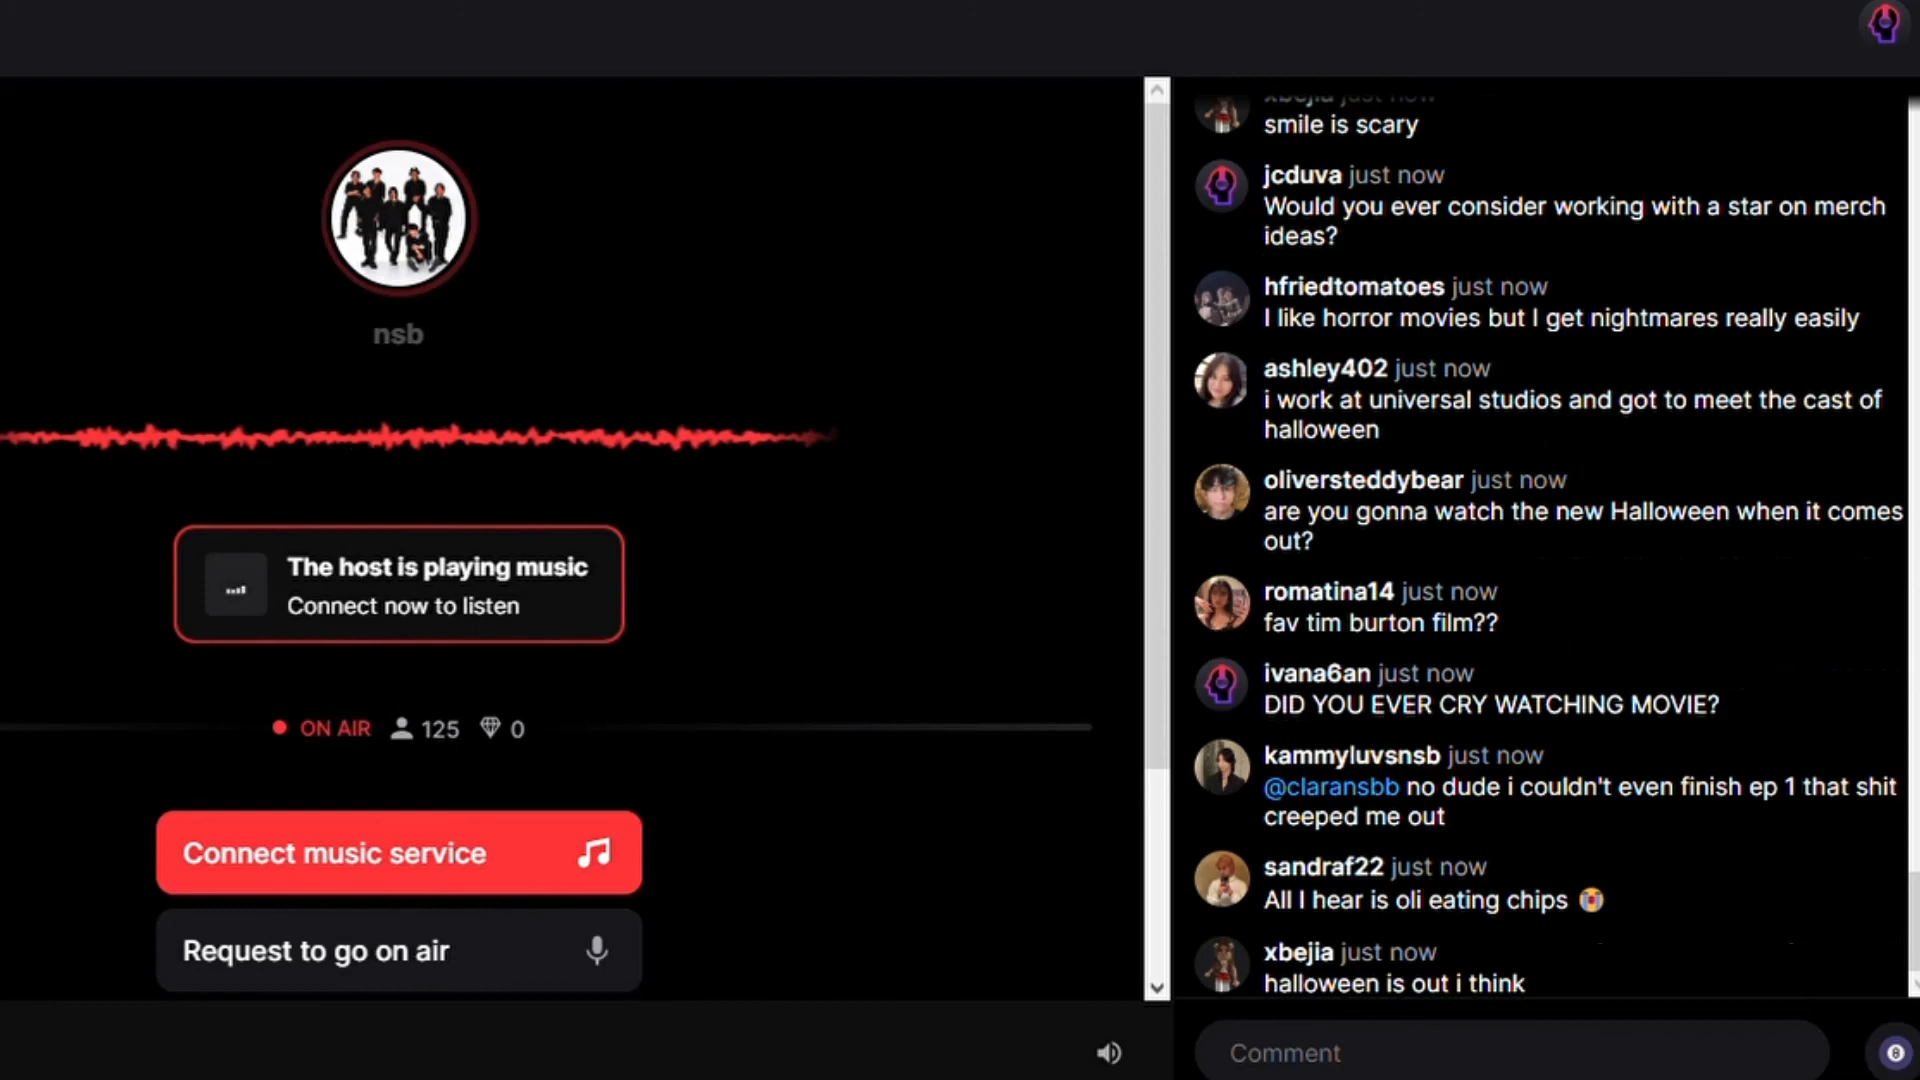 nsb
The host is playing music
Connect now to listen
ON AIR 125 0
Connect music service
Request to go on air
xbejia just now
smile is scary
jcduva just now
Would you ever consider working with a star on merch
ideas?
hfriedtomatoes just now
I like horror movies but I get nightmares really easily
ashley402 just now
i work at universal studios and got to meet the cast of
halloween
oliversteddybear just now
are you gonna watch the new Halloween when it comes
out?
romatina14 just now
fav tim burton film??
ivana6an just now
DID YOU EVER CRY WATCHING MOVIE?
kammyluvsnsb just now
@claransbb no dude i couldn't even finish ep 1 that shit
creeped me out
sandraf22 just now
All I hear is oli eating chips 😭
xbejia just now
halloween is out i think
Comment
8